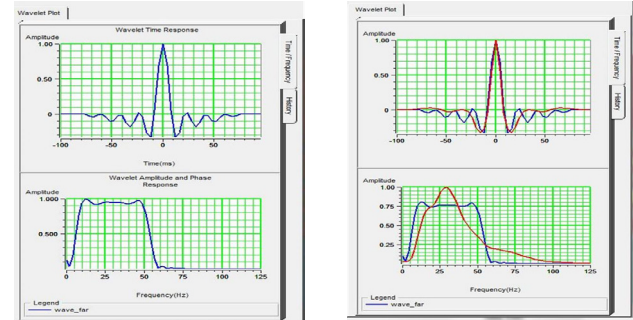 Wavelet Plot
Wavelet Time Response
Amplitude
1.00
0.50
0
-100
-50
0
50
Time(ms)
Time / Frequency
History
Wavelet Amplitude and Phase
Response
Amplitude
1.000
0.500
0
25
50
75
100
125
Frequency(Hz)
Legend
wave_far
Wavelet Plot
Amplitude
1.00
0.50
0
-100
-50
0
50
Time / Frequency
History
Amplitude
1.00
0.75
0.50
0.25
0
25
50
75
100
125
Frequency(Hz)
Legend
wave_far